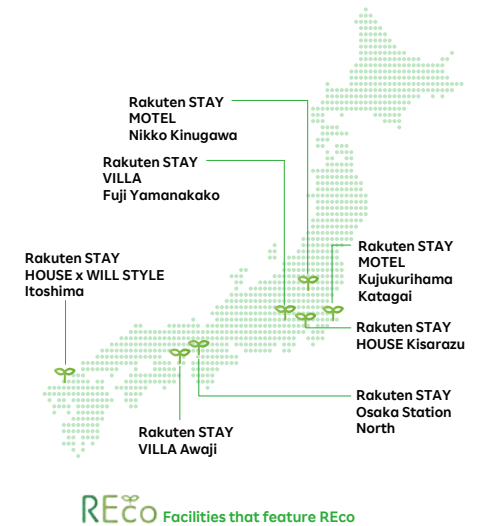 Rakuten STAY
MOTEL
Nikko Kinugawa
Rakuten STAY
VILLA
Fuji Yamanakako
Rakuten STAY
MOTEL
Kujukurihama
Katagai
Rakuten STAY
HOUSE x WILL STYLE
Itoshima
Rakuten STAY
HOUSE Kisarazu
Rakuten STAY
Osaka Station
North
Rakuten STAY
VILLA Awaji
REco Facilities that feature REco